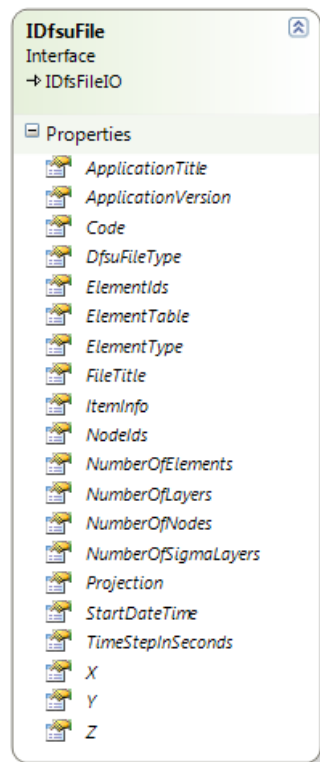 IDfsuFile
Interface
→ IDfsFileIO
Properties
ApplicationTitle
ApplicationVersion
Code
DfsuFileType
ElementIds
ElementTable
ElementType
FileTitle
ItemInfo
NodeIds
NumberOfElements
NumberOfLayers
NumberOfNodes
NumberOfSigmaLayers
Projection
StartDateTime
TimeStepInSeconds
X
Y
Z